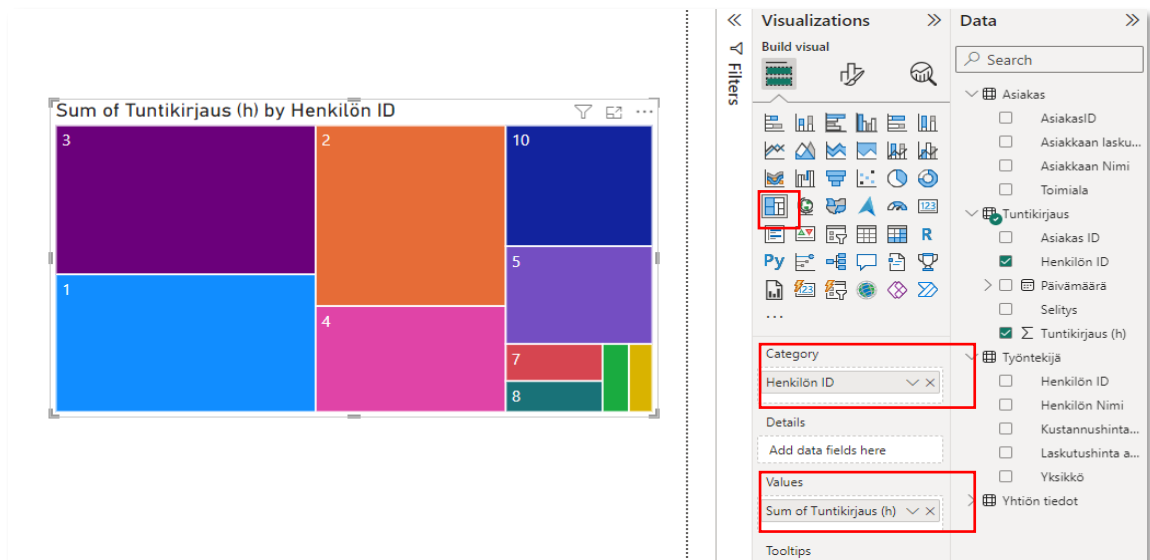 Sum of Tuntikirjaus (h) by Henkilön ID
3
2
10
1
5
4
7
8
Filters
Visualizations
Build visual
123
R
Py
123
...
Category
Henkilön ID
Details
Add data fields here
Values
Sum of Tuntikirjaus (h)
Tooltips
Data
Search
Asiakas
AsiakasID
Asiakkaan lasku...
Asiakkaan Nimi
Toimiala
Tuntikirjaus
Asiakas ID
Henkilön ID
Päivämäärä
Selitys
Σ Tuntikirjaus (h)
Työntekijä
Henkilön ID
Henkilön Nimi
Kustannushinta...
Laskutushinta a...
Yksikkö
Yhtiön tiedot